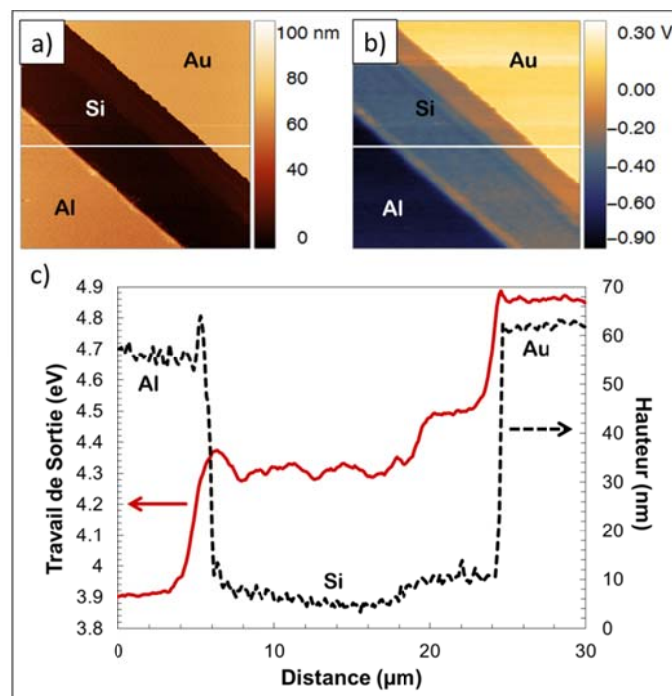 a)
Au
Si
Al
100 nm
80
60
40
20
0
b)
Au
Si
Al
0.30 V
0.00
−0.00
−0.20
−0.60
−0.90
c)
Travail de Sortie (eV)
4.9
4.8
4.7
4.6
4.5
4.4
4.3
4.2
4.1
4
3.9
3.8
Al
Si
Au
70
60
50
40
30
20
10
0
Hauteur (nm)
0
10
20
30
Distance (µm)